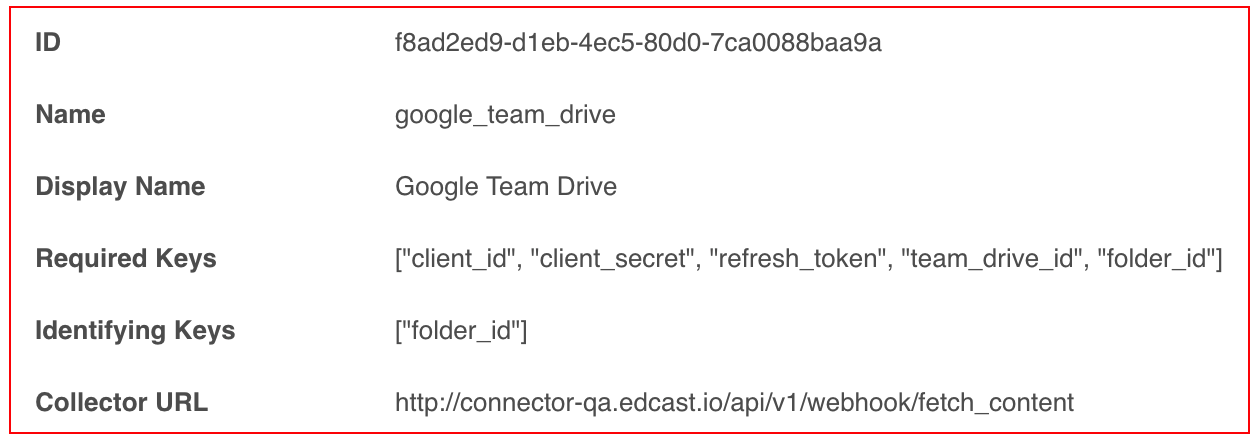 ID f8ad2ed9-d1eb-4ec5-80d0-7ca0088baa9a
Name google_team_drive
Display Name Google Team Drive
Required Keys ["client_id", "client_secret", "refresh_token", "team_drive_id", "folder_id"]
Identifying Keys ["folder_id"]
Collector URL http://connector-qa.edcast.io/api/v1/webhook/fetch_content